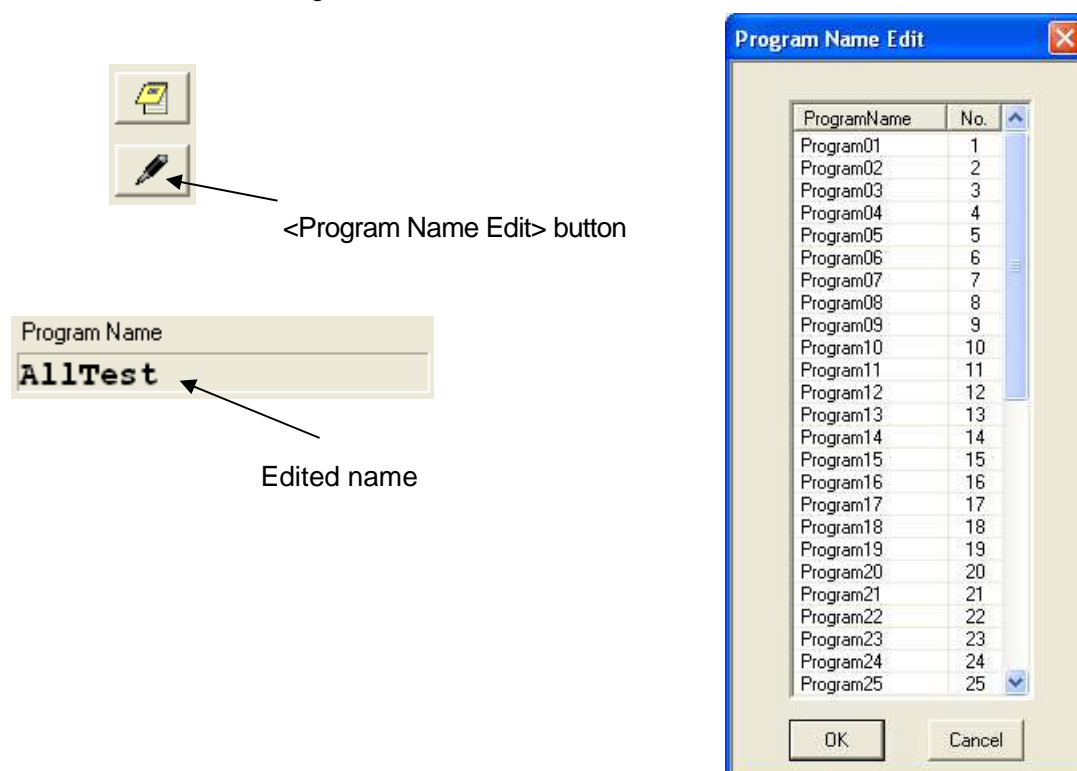 <Program Name Edit> button
Program Name
AllTest
Edited name
Program Name Edit
ProgramName No.
Program01 1
Program02 2
Program03 3
Program04 4
Program05 5
Program06 6
Program07 7
Program08 8
Program09 9
Program10 10
Program11 11
Program12 12
Program13 13
Program14 14
Program15 15
Program16 16
Program17 17
Program18 18
Program19 19
Program20 20
Program21 21
Program22 22
Program23 23
Program24 24
Program25 25
OK Cancel